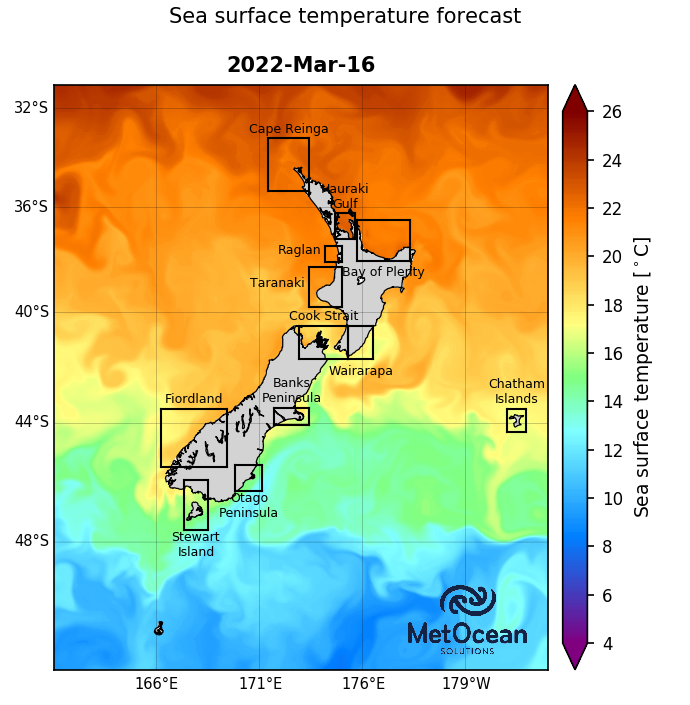 Sea surface temperature forecast
2022-Mar-16
32°S
36°S
40°S
44°S
48°S
166°E
171°E
176°E
179°W
Cape Reinga
Hauraki
Gulf
Raglan
Bay of Plenty
Taranaki
Cook Strait
Wairarapa
Banks
Peninsula
Chatham
Islands
Fiordland
Otago
Peninsula
Stewart
Island
MetOcean
SOLUTIONS
26
24
22
20
18
16
14
12
10
8
6
4
Sea surface temperature [°C]